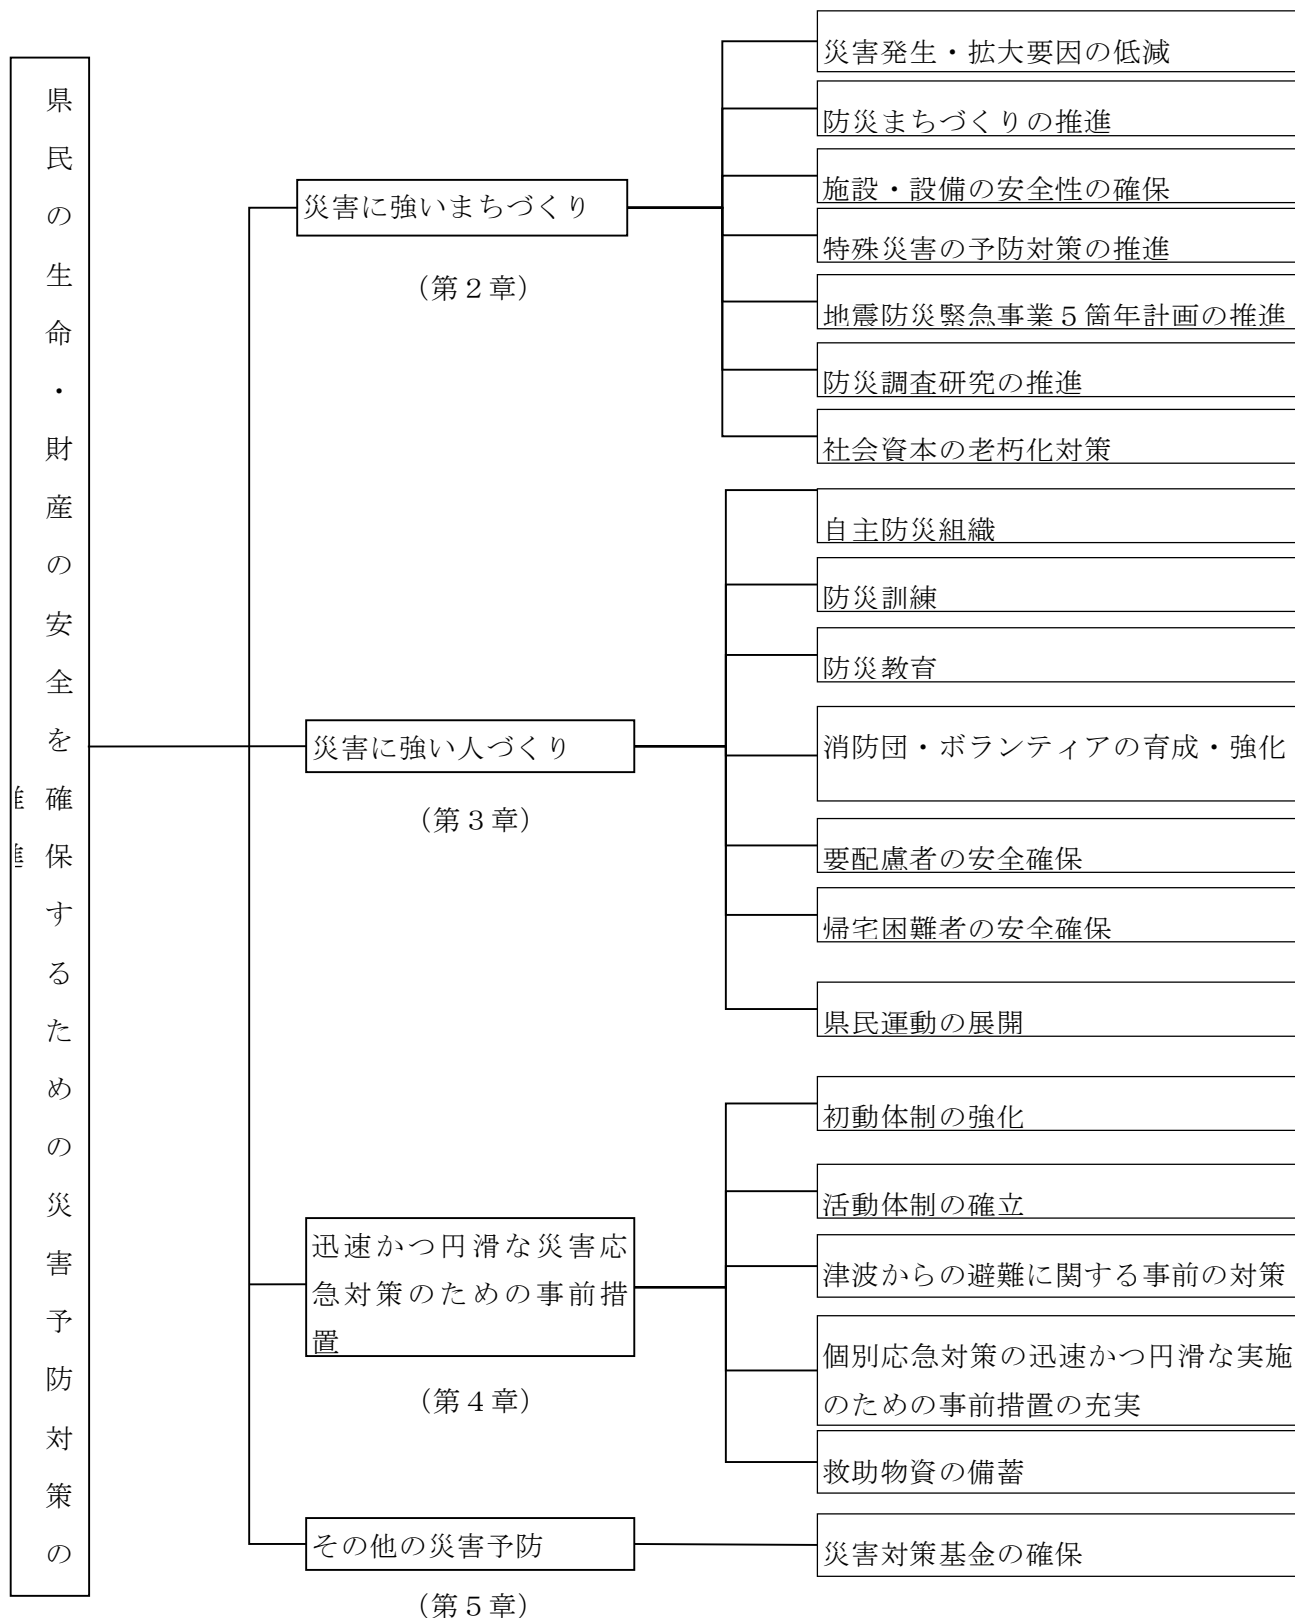 県民の生命・財産の安全を確保するための災害予防対策の
推進
災害に強いまちづくり
（第２章）
災害発生・拡大要因の低減
防災まちづくりの推進
施設・設備の安全性の確保
特殊災害の予防対策の推進
地震防災緊急事業５箇年計画の推進
防災調査研究の推進
社会資本の老朽化対策
災害に強い人づくり
（第３章）
自主防災組織
防災訓練
防災教育
消防団・ボランティアの育成・強化
要配慮者の安全確保
帰宅困難者の安全確保
県民運動の展開
迅速かつ円滑な災害応
急対策のための事前措
置
（第４章）
初動体制の強化
活動体制の確立
津波からの避難に関する事前の対策
個別応急対策の迅速かつ円滑な実施
のための事前措置の充実
救助物資の備蓄
その他の災害予防
（第５章）
災害対策基金の確保